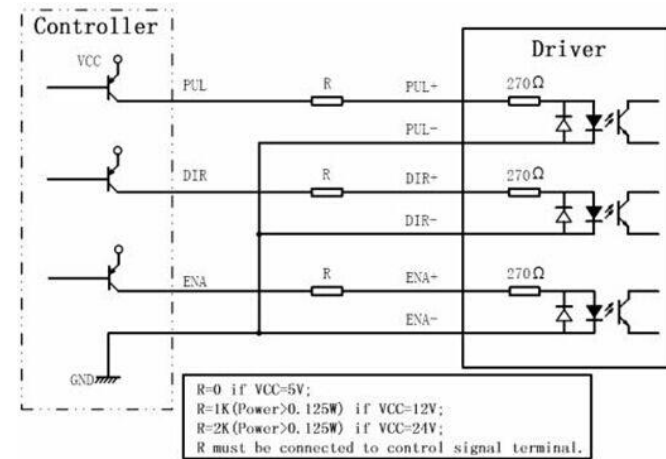 Controller
Driver
VCC
PUL
R
PUL+
270Ω
PUL-
DIR
R
DIR+
270Ω
DIR-
ENA
R
ENA+
270Ω
ENA-
GND
R=0 if VCC=5V;
R=1K(Power>0.125W) if VCC=12V;
R=2K(Power>0.125W) if VCC=24V;
R must be connected to control signal terminal.